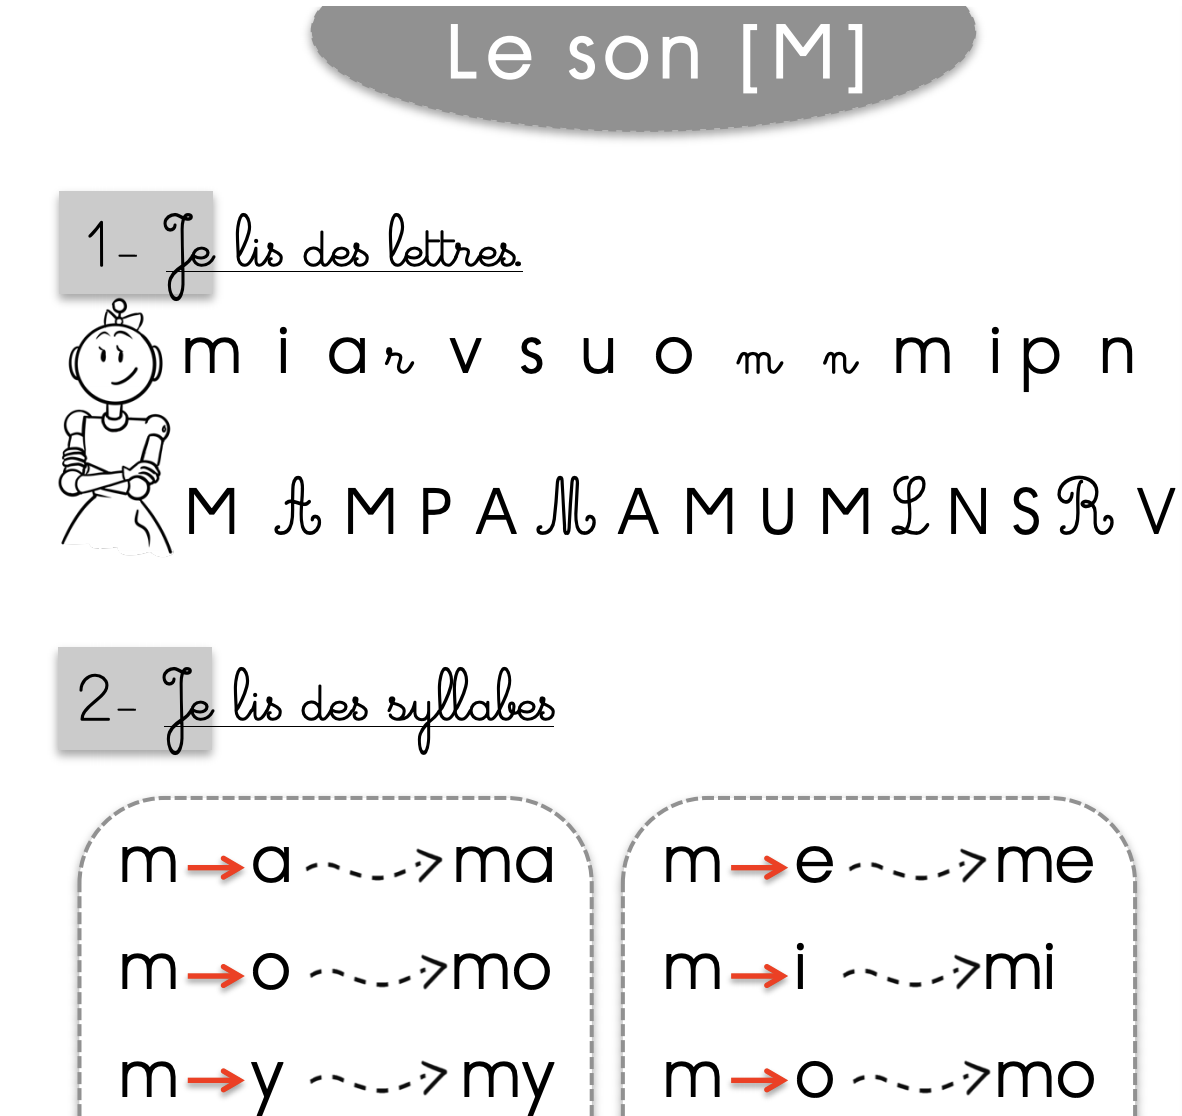 Le son [M]
1- Je lis des lettres.
m i a r v s u o m n m i p n
M A M P A M A M U M L N S R V
2- Je lis des syllabes
m → a ma
m → e me
m → o mo
m → i mi
m → y my
m → o mo